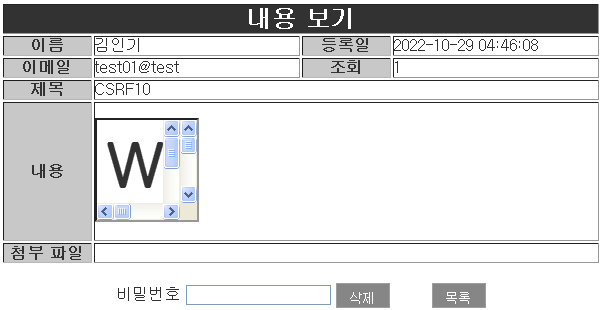 내용 보기
이름 김인기 등록일 2022-10-29 04:46:08
이메일 test01@test 조회 1
제목 CSRF10
내용 W
첨부 파일
비밀번호 삭제 목록